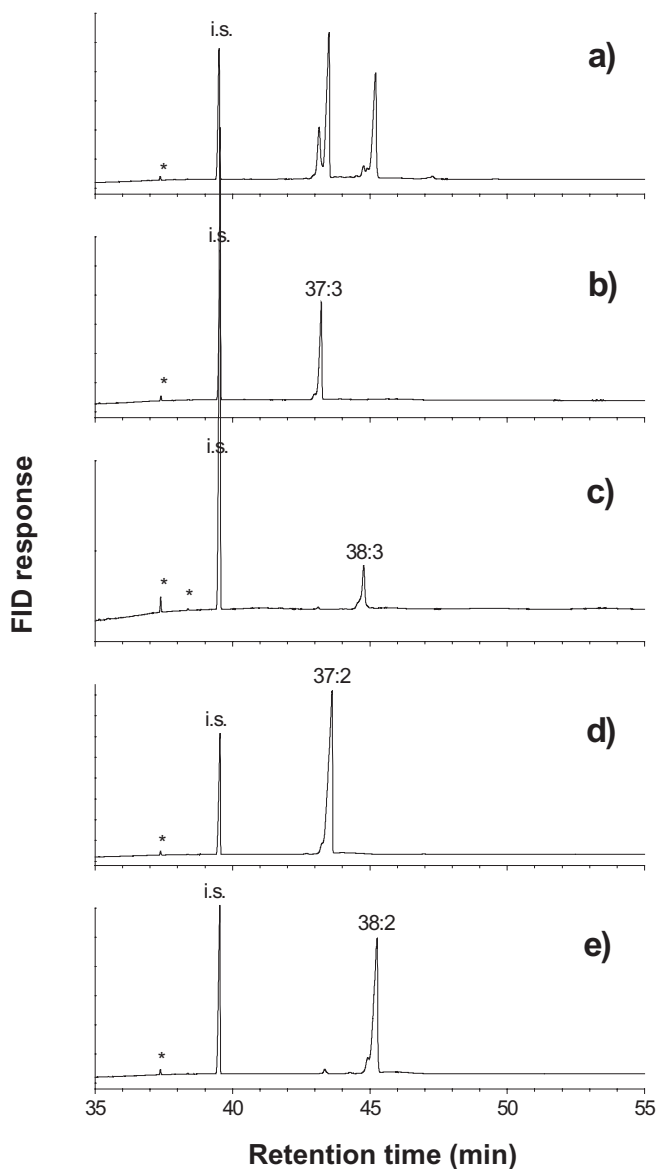 i.s.
a)
*
i.s.
b)
37:3
*
i.s.
c)
38:3
* *
FID response
37:2
i.s.
d)
*
i.s.
38:2
e)
*
35 40 45 50 55
Retention time (min)